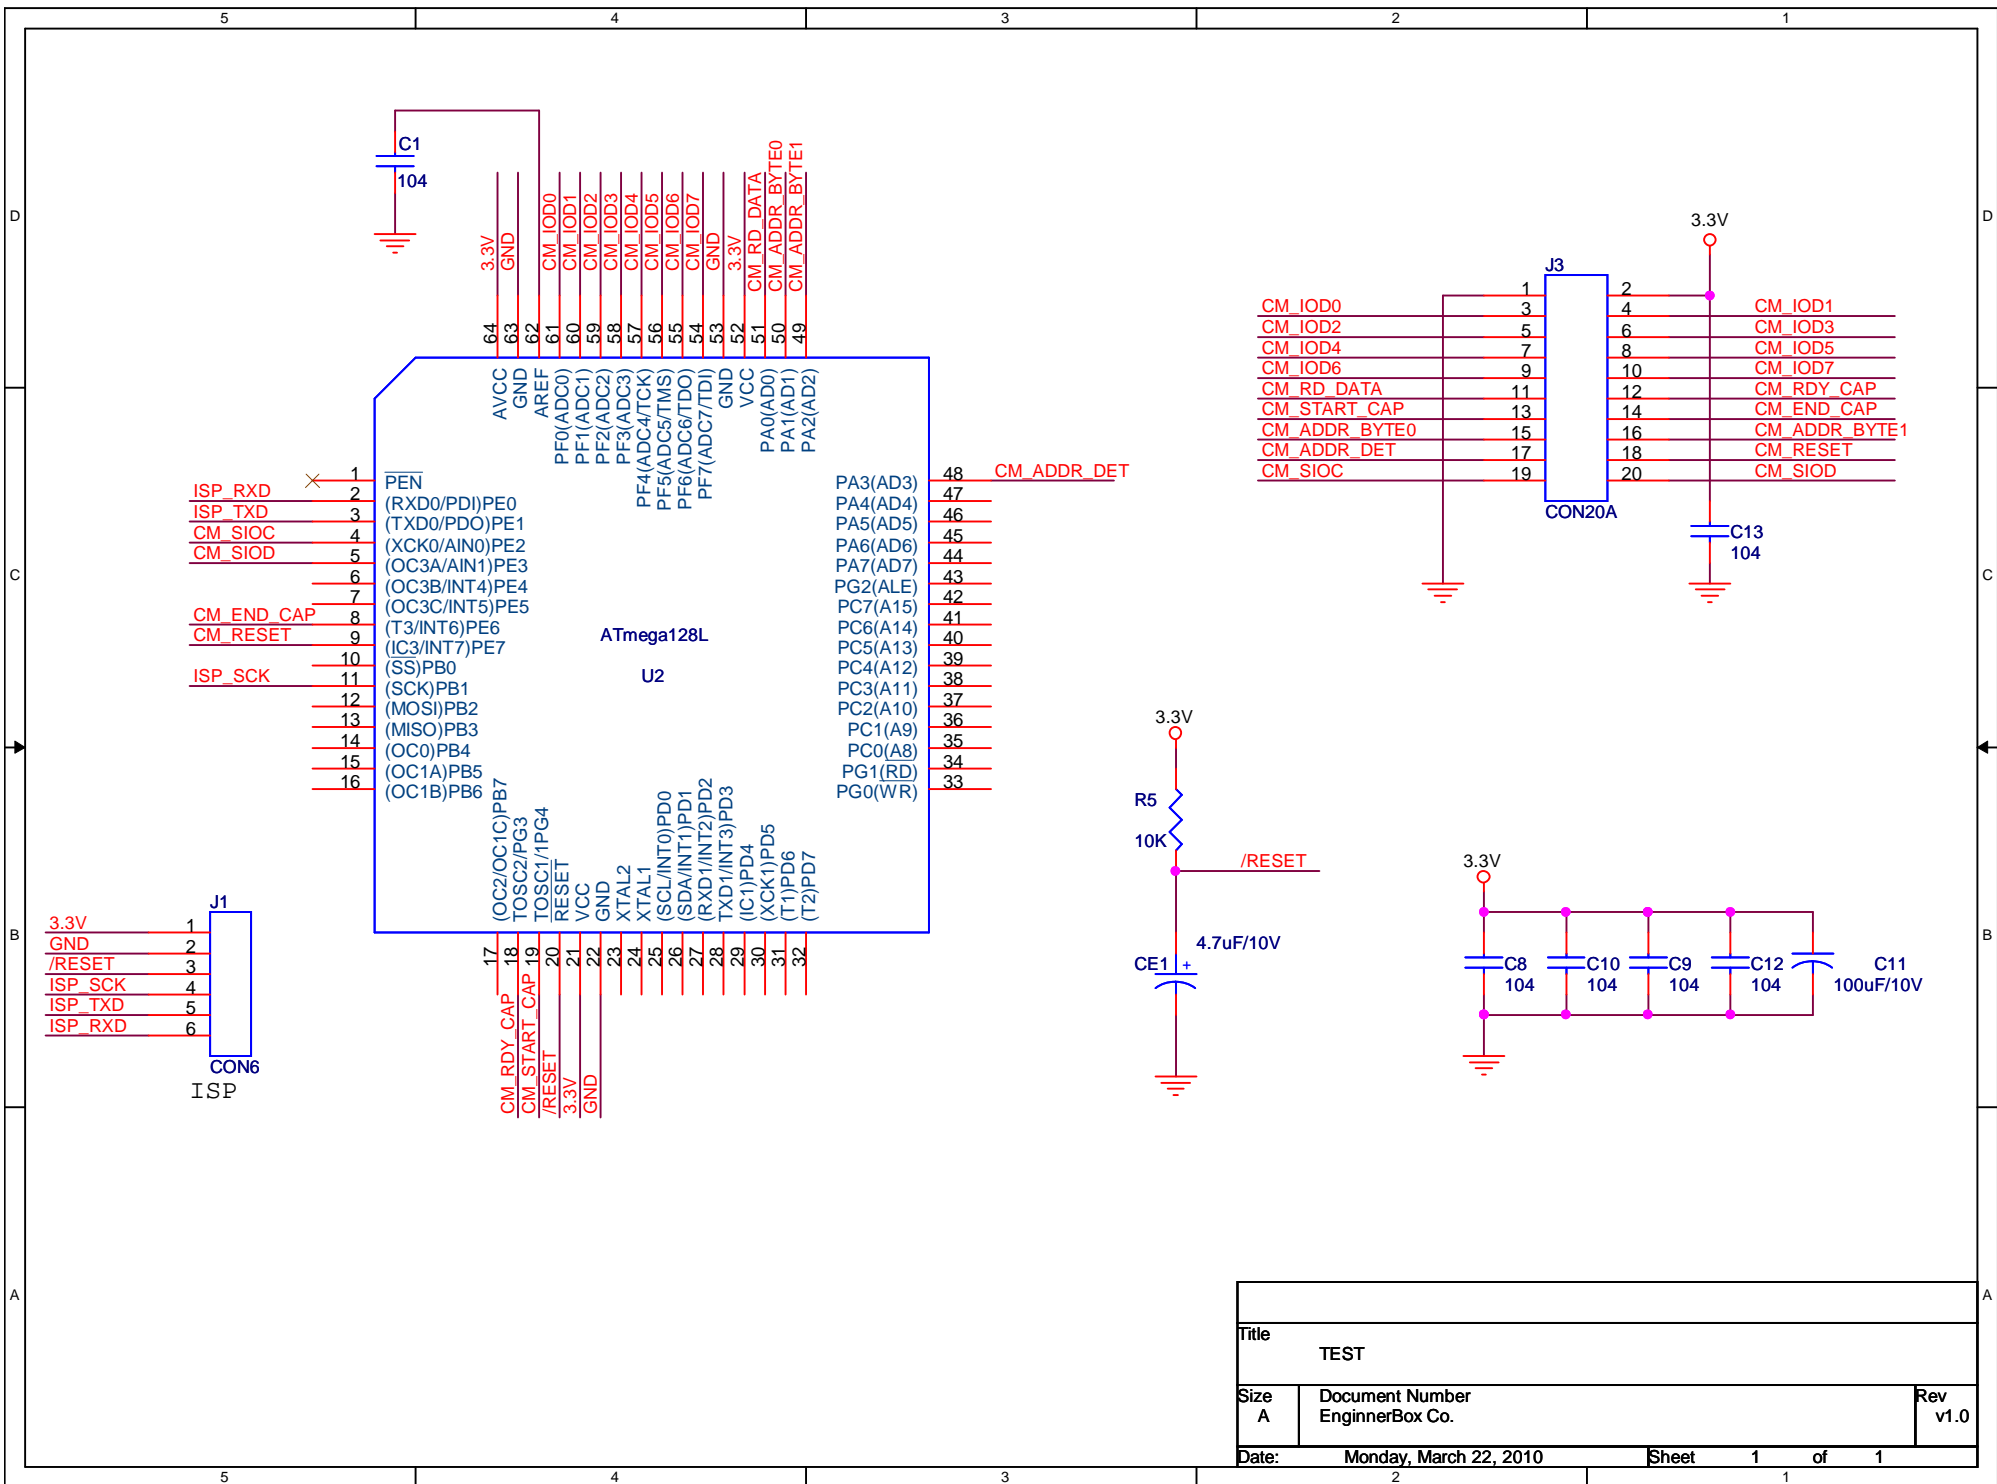 5 4 3 2 1
D
C
B
A
D
C
B
A
C1
104
3.3V
GND
CM_IOD0
CM_IOD1
CM_IOD2
CM_IOD3
CM_IOD4
CM_IOD5
CM_IOD6
CM_IOD7
GND
3.3V
CM_RD_DATA
CM_ADDR_BYTE0
CM_ADDR_BYTE1
64 63 62 61 60 59 58 57 56 55 54 53 52 51 50 49
AVCC
GND
AREF
PF0(ADC0)
PF1(ADC1)
PF2(ADC2)
PF3(ADC3)
PF4(ADC4/TCK)
PF5(ADC5/TMS)
PF6(ADC6/TDO)
PF7(ADC7/TDI)
GND
VCC
PA0(AD0)
PA1(AD1)
PA2(AD2)
1 PEN
ISP_RXD 2 (RXD0/PDI)PE0
ISP_TXD 3 (TXD0/PDO)PE1
CM_SIOC 4 (XCK0/AIN0)PE2
CM_SIOD 5 (OC3A/AIN1)PE3
6 (OC3B/INT4)PE4
7 (OC3C/INT5)PE5
CM_END_CAP 8 (T3/INT6)PE6
CM_RESET 9 (IC3/INT7)PE7
10 (SS)PB0
ISP_SCK 11 (SCK)PB1
12 (MOSI)PB2
13 (MISO)PB3
14 (OC0)PB4
15 (OC1A)PB5
16 (OC1B)PB6
ATmega128L
U2
PA3(AD3) 48 CM_ADDR_DET
PA4(AD4) 47
PA5(AD5) 46
PA6(AD6) 45
PA7(AD7) 44
PG2(ALE) 43
PC7(A15) 42
PC6(A14) 41
PC5(A13) 40
PC4(A12) 39
PC3(A11) 38
PC2(A10) 37
PC1(A9) 36
PC0(A8) 35
PG1(RD) 34
PG0(WR) 33
(OC2/OC1C)PB7
TOSC2/PG3
TOSC1/1PG4
RESET
VCC
GND
XTAL2
XTAL1
(SCL/INT0)PD0
(SDA/INT1)PD1
(RXD1/INT2)PD2
TXD1/INT3)PD3
(IC1)PD4
(XCK1)PD5
(T1)PD6
(T2)PD7
17 18 19 20 21 22 23 24 25 26 27 28 29 30 31 32
CM_RDY_CAP
CM_START_CAP
/RESET
3.3V
GND
J1
3.3V 1
GND 2
/RESET 3
ISP_SCK 4
ISP_TXD 5
ISP_RXD 6
CON6
ISP
3.3V
J3
1 2
CM_IOD0 3 4 CM_IOD1
CM_IOD2 5 6 CM_IOD3
CM_IOD4 7 8 CM_IOD5
CM_IOD6 9 10 CM_IOD7
CM_RD_DATA 11 12 CM_RDY_CAP
CM_START_CAP 13 14 CM_END_CAP
CM_ADDR_BYTE0 15 16 CM_ADDR_BYTE1
CM_ADDR_DET 17 18 CM_RESET
CM_SIOC 19 20 CM_SIOD
CON20A
C13
104
3.3V
R5
10K
/RESET
4.7uF/10V
CE1 +
3.3V
C8 C10 C9 C12 C11
104 104 104 104 100uF/10V
Title
TEST
Size Document Number Rev
A EnginnerBox Co. v1.0
Date: Monday, March 22, 2010 Sheet 1 of 1
5 4 3 2 1